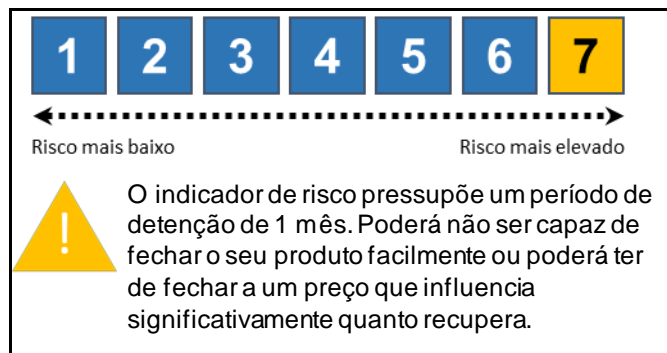 1 2 3 4 5 6 7
Risco mais baixo Risco mais elevado
! O indicador de risco pressupõe um período de
detenção de 1 mês. Poderá não ser capaz de
fechar o seu produto facilmente ou poderá ter
de fechar a um preço que influencia
significativamente quanto recupera.